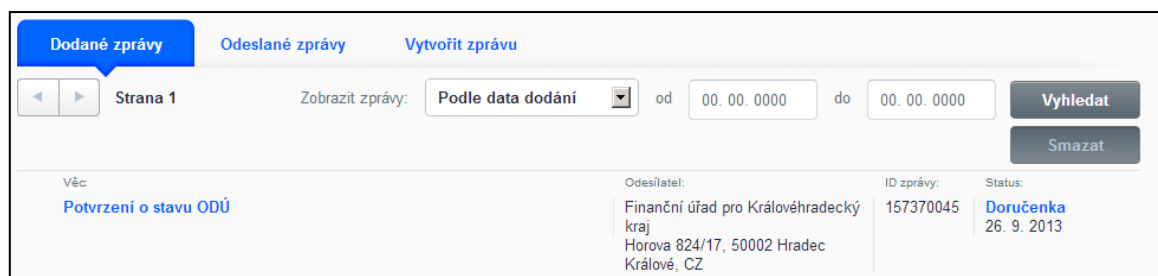 Dodané zprávy Odeslané zprávy Vytvořit zprávu
Strana 1 Zobrazit zprávy: Podle data dodání od 00. 00. 0000 do 00. 00. 0000 Vyhledat
Smazat
Věc: Odesílatel: ID zprávy: Status:
Potvrzení o stavu ODÚ Finanční úřad pro Královéhradecký 157370045 Doručenka
kraj 26. 9. 2013
Horova 824/17, 50002 Hradec
Králové, CZ